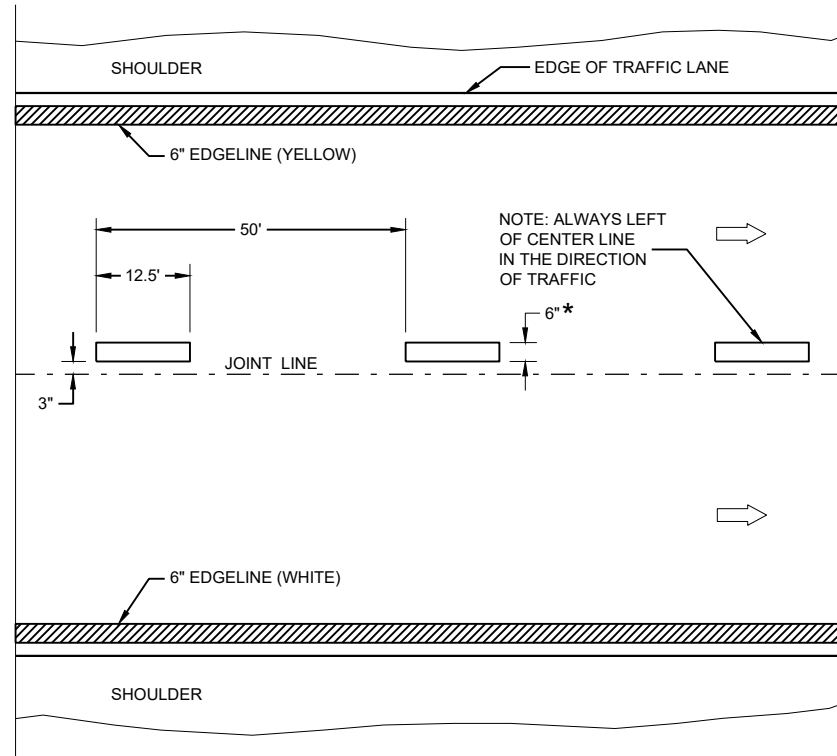 SHOULDER
EDGE OF TRAFFIC LANE
6" EDGELINE (YELLOW)
50'
NOTE: ALWAYS LEFT
OF CENTER LINE
IN THE DIRECTION
OF TRAFFIC
12.5'
6"*
JOINT LINE
3"
6" EDGELINE (WHITE)
SHOULDER